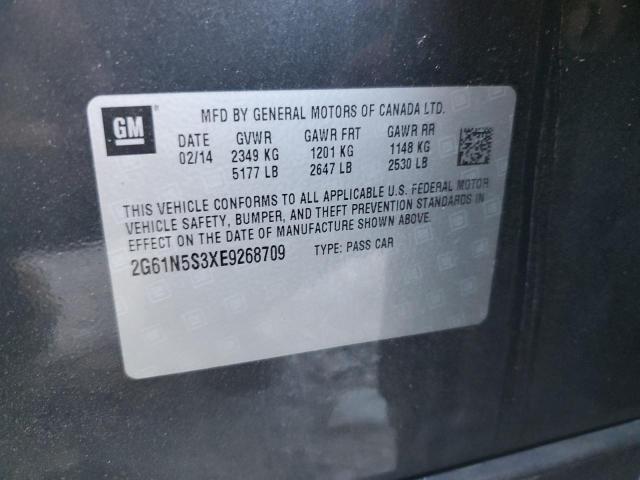 GM
MFD BY GENERAL MOTORS OF CANADA LTD.
DATE GVWR GAWR FRT GAWR RR
02/14 2349 KG 1201 KG 1148 KG
5177 LB 2647 LB 2530 LB
THIS VEHICLE CONFORMS TO ALL APPLICABLE U.S. FEDERAL MOTOR
VEHICLE SAFETY, BUMPER, AND THEFT PREVENTION STANDARDS IN
EFFECT ON THE DATE OF MANUFACTURE SHOWN ABOVE.
2G61N5S3XE9268709 TYPE: PASS CAR